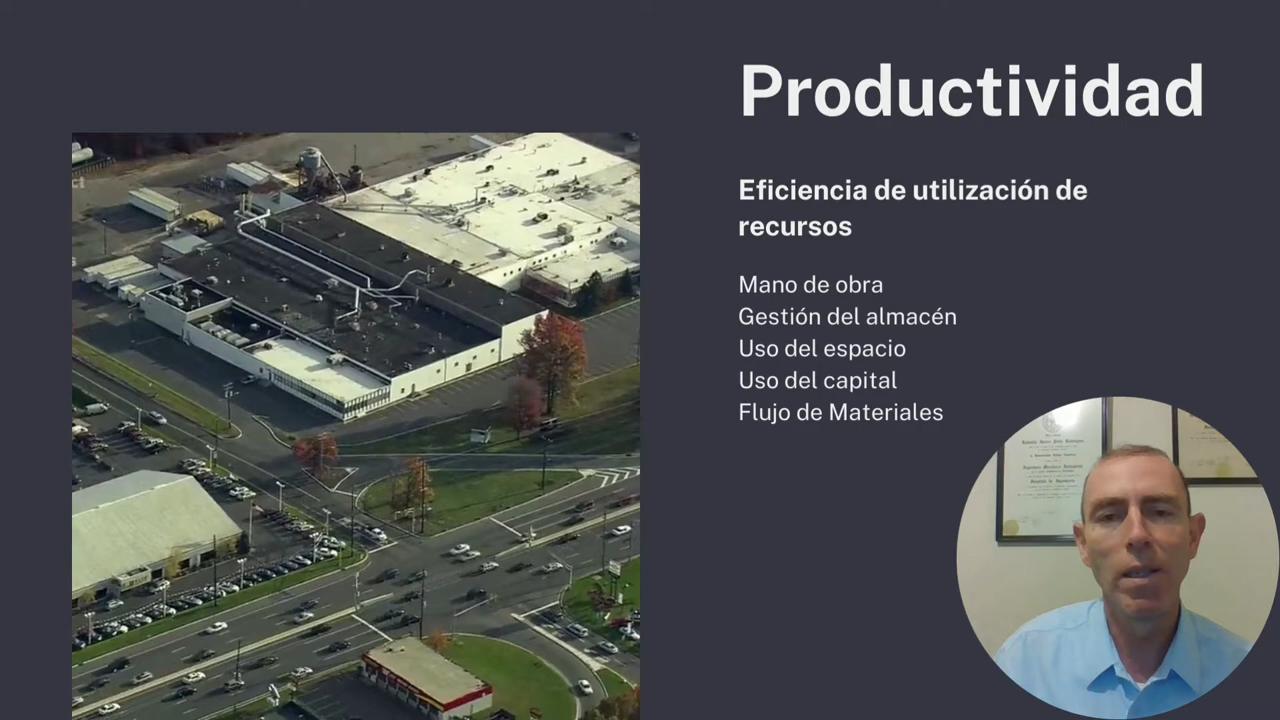 Productividad
Eficiencia de utilización de
recursos
Mano de obra
Gestión del almacén
Uso del espacio
Uso del capital
Flujo de Materiales